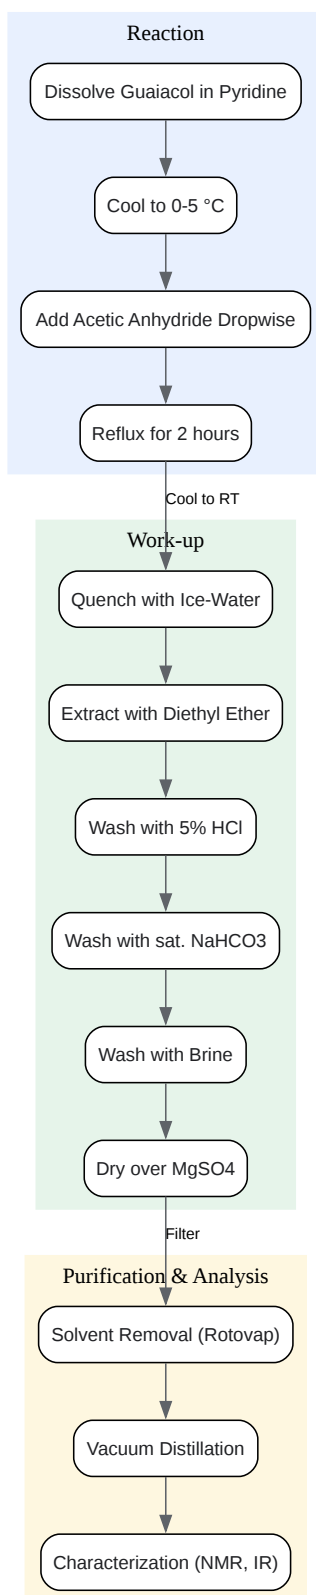 Reaction
Dissolve Guaiacol in Pyridine
Cool to 0-5 °C
Add Acetic Anhydride Dropwise
Reflux for 2 hours
Cool to RT
Work-up
Quench with Ice-Water
Extract with Diethyl Ether
Wash with 5% HCl
Wash with sat. NaHCO3
Wash with Brine
Dry over MgSO4
Filter
Purification & Analysis
Solvent Removal (Rotovap)
Vacuum Distillation
Characterization (NMR, IR)